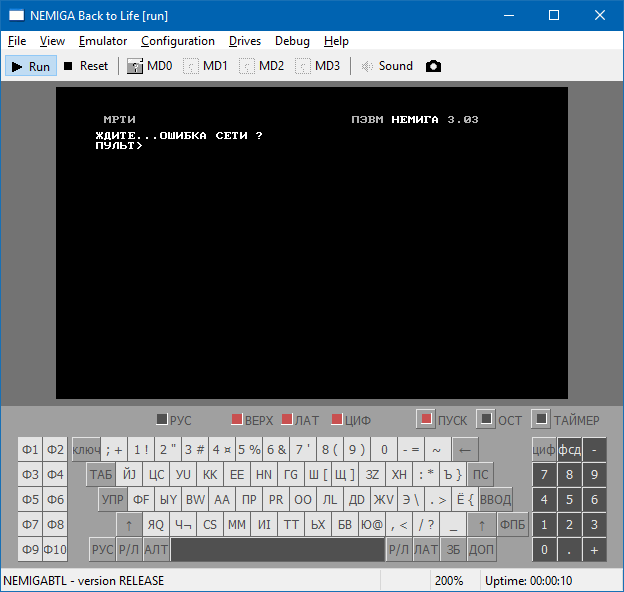 NEMIGA Back to Life [run]
File View Emulator Configuration Drives Debug Help
Run Reset MD0 MD1 MD2 MD3 Sound
МРТИ ПЭВМ НЕМИГА 3.03
ЖДИТЕ...ОШИБКА СЕТИ ?
ПУЛЬТ>
РУС ВЕРХ ЛАТ ЦИФ ПУСК ОСТ ТАЙМЕР
Ф1 Ф2 КЛЮЧ ; + 1 ! 2 " 3 # 4 ¤ 5 % 6 & 7 ' 8 ( 9 ) 0 - = ~ ← ЦИФ ФСД -
Ф3 Ф4 ТАБ ЙJ ЦC УU КK ЕE НN ГG Ш [ Щ ] ЗZ ХH : * Ъ } ПС 7 8 9
Ф5 Ф6 УПР ФF ЫY ВW АA ПP РR ОO ЛL ДD ЖV Э \ . > Ё { ВВОД 4 5 6
Ф7 Ф8 ↑ ЯQ Ч¬ СS МM ИI ТT ЬX БB Ю@ , < / ? _ ↑ ФПБ 1 2 3
Ф9 Ф10 РУС Р/Л АЛТ Р/Л ЛАТ ЗБ ДОП 0 . +
NEMIGABTL - version RELEASE 200% Uptime: 00:00:10